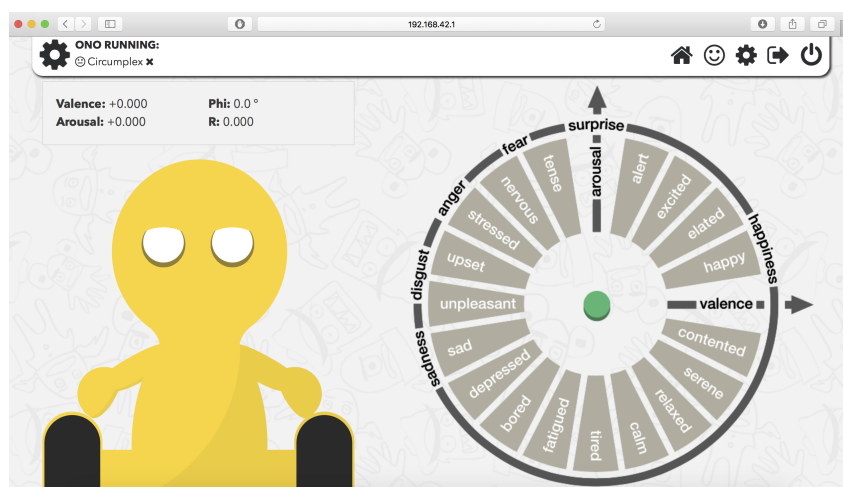 192.168.42.1
ONO RUNNING:
Circumplex
Valence: +0.000 Phi: 0.0 °
Arousal: +0.000 R: 0.000
surprise
fear
anger
disgust
sadness
happiness
arousal
valence
tense
nervous
stressed
upset
unpleasant
sad
depressed
bored
fatigued
tired
calm
relaxed
serene
contented
happy
elated
excited
alert